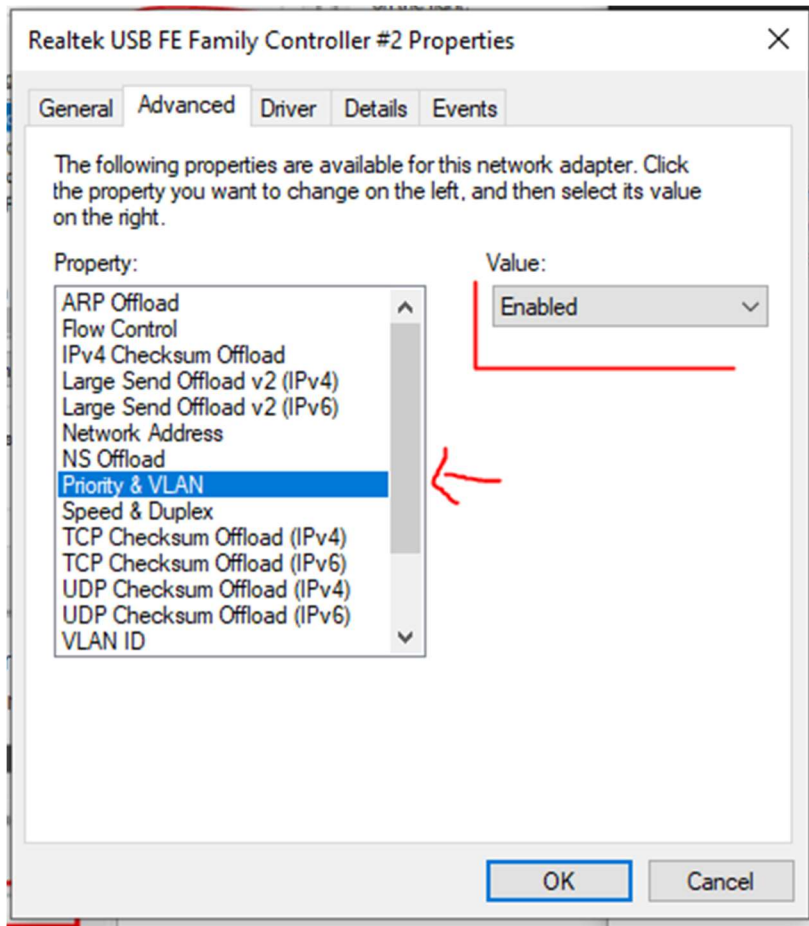 Realtek USB FE Family Controller #2 Properties
General Advanced Driver Details Events
The following properties are available for this network adapter. Click
the property you want to change on the left, and then select its value
on the right.
Property:
Value:
ARP Offload
Enabled
Flow Control
IPv4 Checksum Offload
Large Send Offload v2 (IPv4)
Large Send Offload v2 (IPv6)
Network Address
NS Offload
Priority & VLAN
Speed & Duplex
TCP Checksum Offload (IPv4)
TCP Checksum Offload (IPv6)
UDP Checksum Offload (IPv4)
UDP Checksum Offload (IPv6)
VLAN ID
OK Cancel